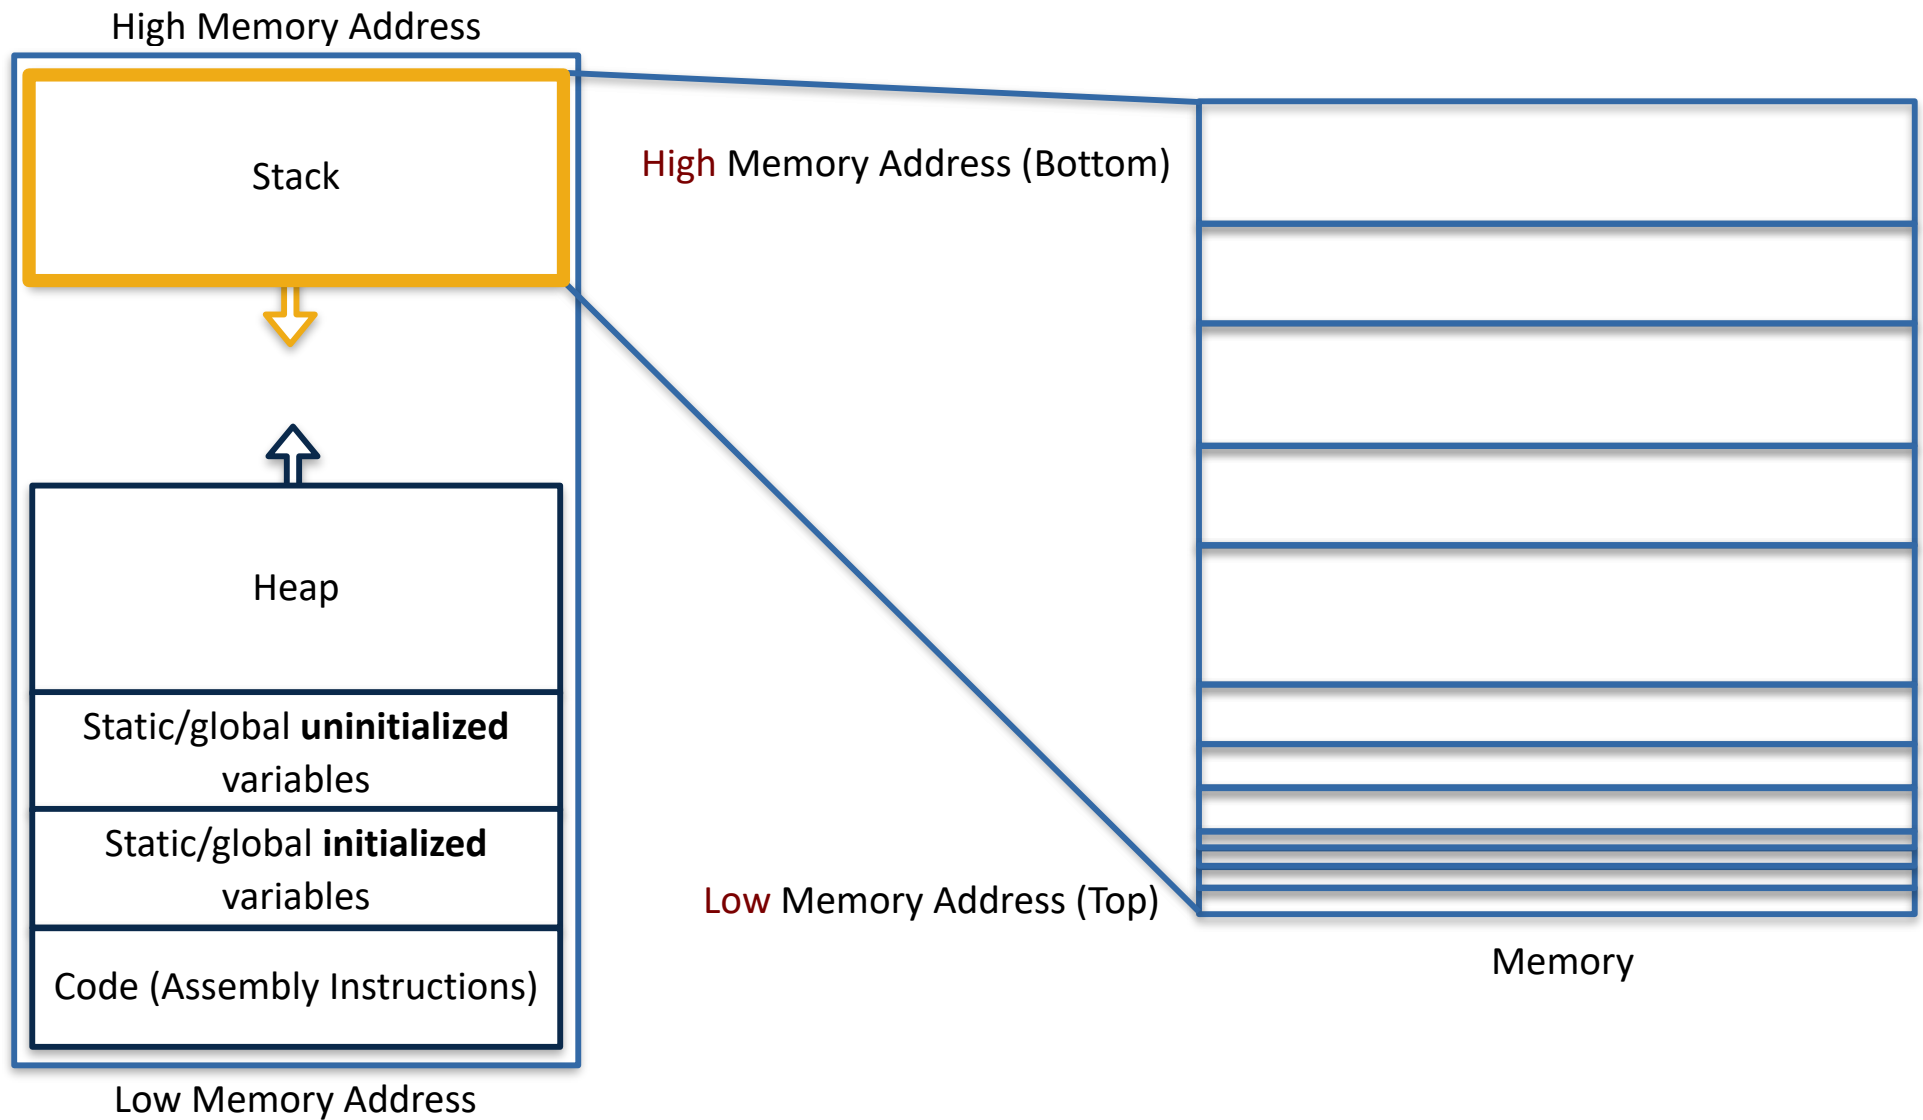 High Memory Address
Stack
High Memory Address (Bottom)
Heap
Static/global uninitialized
variables
Static/global initialized
variables
Low Memory Address (Top)
Memory
Code (Assembly Instructions)
Low Memory Address